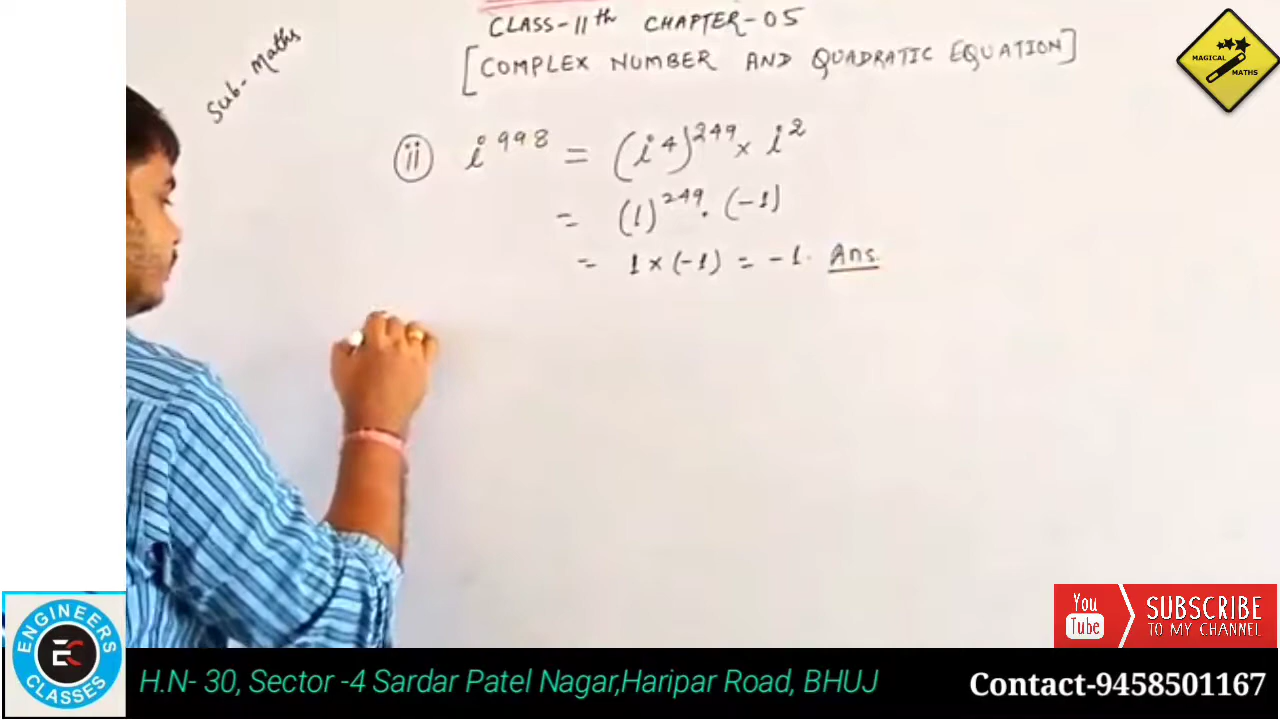 CLASS-11th CHAPTER-05
[COMPLEX NUMBER AND QUADRATIC EQUATION]
Sub- Maths
MAGICAL MATHS
(ii) i^998 = (i^4)^249 × i^2
= (1)^249 . (-1)
= 1 × (-1) = -1. Ans.
You Tube
SUBSCRIBE
TO MY CHANNEL
ENGINEERS
EC
CLASSES
H.N- 30, Sector -4 Sardar Patel Nagar,Haripar Road, BHUJ
Contact-9458501167